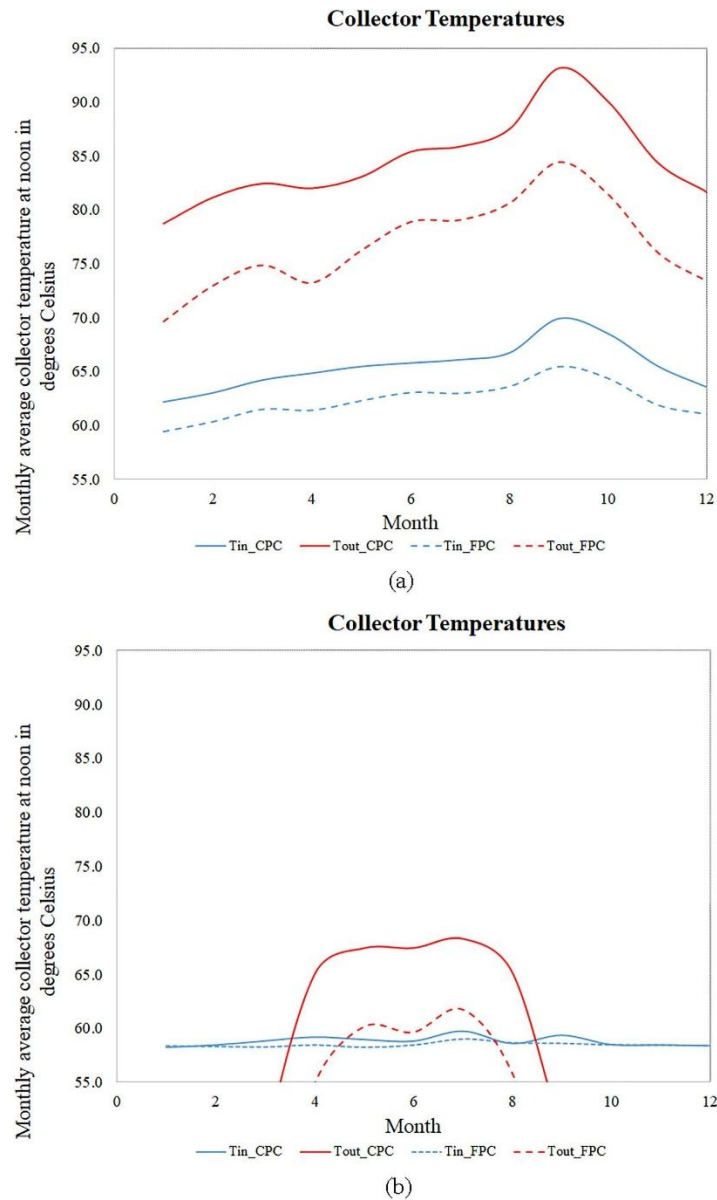 Collector Temperatures
Monthly average collector temperature at noon in
degrees Celsius
95.0
90.0
85.0
80.0
75.0
70.0
65.0
60.0
55.0
0 2 4 6 8 10 12
Month
Tin_CPC Tout_CPC Tin_FPC Tout_FPC
(a)
Collector Temperatures
Monthly average collector temperature at noon in
degrees Celsius
95.0
90.0
85.0
80.0
75.0
70.0
65.0
60.0
55.0
0 2 4 6 8 10 12
Month
Tin_CPC Tout_CPC Tin_FPC Tout_FPC
(b)